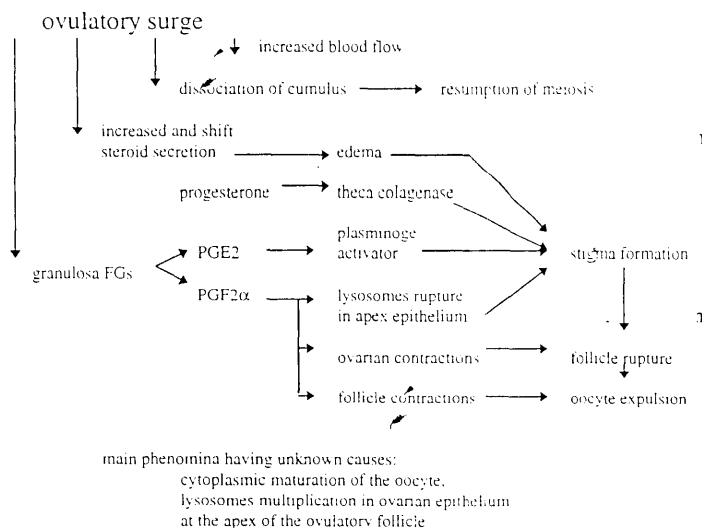 ovulatory surge
increased blood flow
dissociation of cumulus
resumption of meiosis
increased and shift
steroid secretion
edema
progesterone
theca colagenase
PGE2
plasminoge
activator
stigma formation
granulosa FGs
PGF2α
lysosomes rupture
in apex epithelium
ovarian contractions
follicle rupture
follicle contractions
oocyte expulsion
main phenomina having unknown causes:
cytoplasmic maturation of the oocyte,
lysosomes multiplication in ovarian epithelium
at the apex of the ovulatory follicle